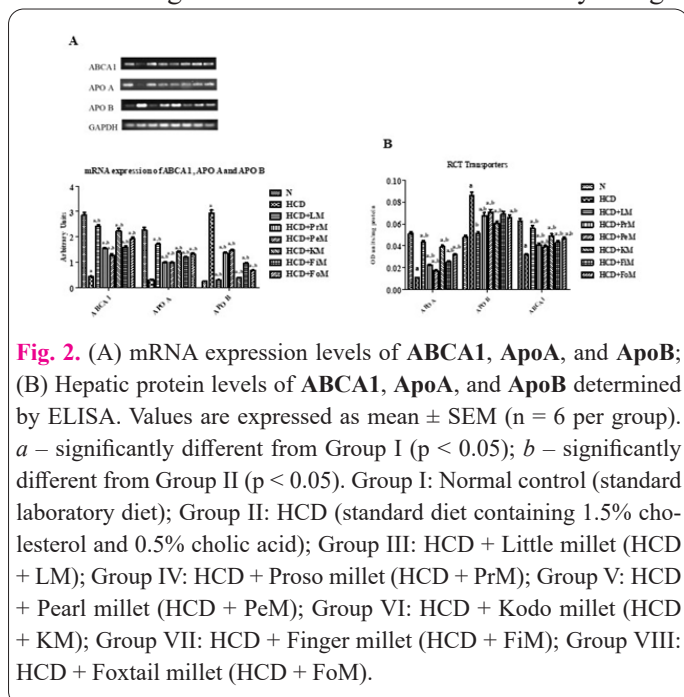 A
ABCA1
APO A
APO B
GAPDH
mRNA expression of ABCA1, APO A and APO B
Arbitrary Units
4
3
2
1
0
ABCA 1
APO A
APO B
N
HCD
HCD+LM
HCD+PrM
HCD+PeM
HCD+KM
HCD+FiM
HCD+FoM
B
RCT Transporters
0.10
0.08
0.06
0.04
0.02
0.00
APO A
APO B
ABCA1
N
HCD
HCD+LM
HCD+PrM
HCD+PeM
HCD+KM
HCD+FiM
HCD+FoM
Fig. 2. (A) mRNA expression levels of ABCA1, ApoA, and ApoB;
(B) Hepatic protein levels of ABCA1, ApoA, and ApoB determined
by ELISA. Values are expressed as mean ± SEM (n = 6 per group).
a – significantly different from Group I (p < 0.05); b – significantly
different from Group II (p < 0.05). Group I: Normal control (standard
laboratory diet); Group II: HCD (standard diet containing 1.5% cho-
lesterol and 0.5% cholic acid); Group III: HCD + Little millet (HCD
+ LM); Group IV: HCD + Proso millet (HCD + PrM); Group V: HCD
+ Pearl millet (HCD + PeM); Group VI: HCD + Kodo millet (HCD
+ KM); Group VII: HCD + Finger millet (HCD + FiM); Group VIII:
HCD + Foxtail millet (HCD + FoM).